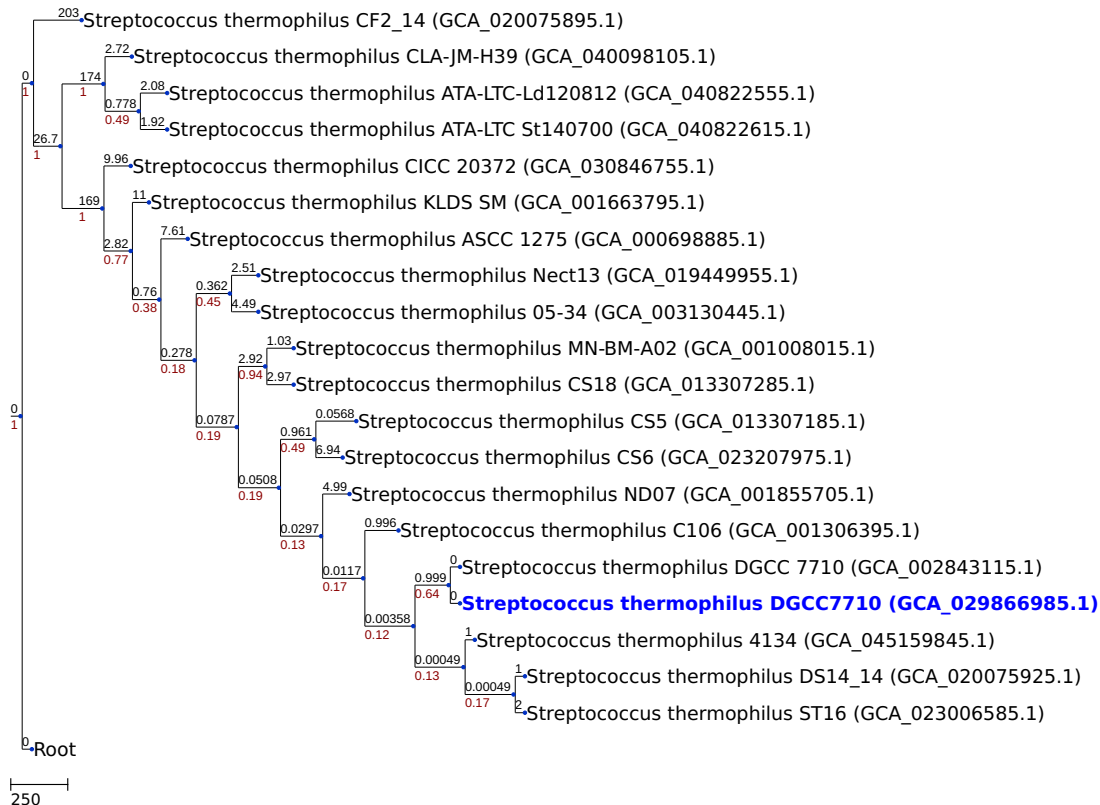 203 Streptococcus thermophilus CF2_14 (GCA_020075895.1)
2.72 Streptococcus thermophilus CLA-JM-H39 (GCA_040098105.1)
0 174
1 1
2.08 Streptococcus thermophilus ATA-LTC-Ld120812 (GCA_040822555.1)
0.778
0.49
1.92 Streptococcus thermophilus ATA-LTC St140700 (GCA_040822615.1)
26.7
1
9.96 Streptococcus thermophilus CICC 20372 (GCA_030846755.1)
169
1
11 Streptococcus thermophilus KLDS SM (GCA_001663795.1)
7.61 Streptococcus thermophilus ASCC 1275 (GCA_000698885.1)
2.82
0.77
2.51 Streptococcus thermophilus Nect13 (GCA_019449955.1)
0.76 0.362
0.38 0.45
4.49 Streptococcus thermophilus 05-34 (GCA_003130445.1)
1.03 Streptococcus thermophilus MN-BM-A02 (GCA_001008015.1)
0.278 2.92
0.18 0.94
2.97 Streptococcus thermophilus CS18 (GCA_013307285.1)
0
1
0.0568 Streptococcus thermophilus CS5 (GCA_013307185.1)
0.0787 0.961
0.19 0.49
6.94 Streptococcus thermophilus CS6 (GCA_023207975.1)
0.0508
0.19
4.99 Streptococcus thermophilus ND07 (GCA_001855705.1)
0.996 Streptococcus thermophilus C106 (GCA_001306395.1)
0.0297
0.13
0 Streptococcus thermophilus DGCC 7710 (GCA_002843115.1)
0.0117 0.999
0.17 0.64
0 Streptococcus thermophilus DGCC7710 (GCA_029866985.1)
0.00358
0.12
1 Streptococcus thermophilus 4134 (GCA_045159845.1)
0.00049
0.13
1 Streptococcus thermophilus DS14_14 (GCA_020075925.1)
0.00049
0.17
2 Streptococcus thermophilus ST16 (GCA_023006585.1)
0 Root
250